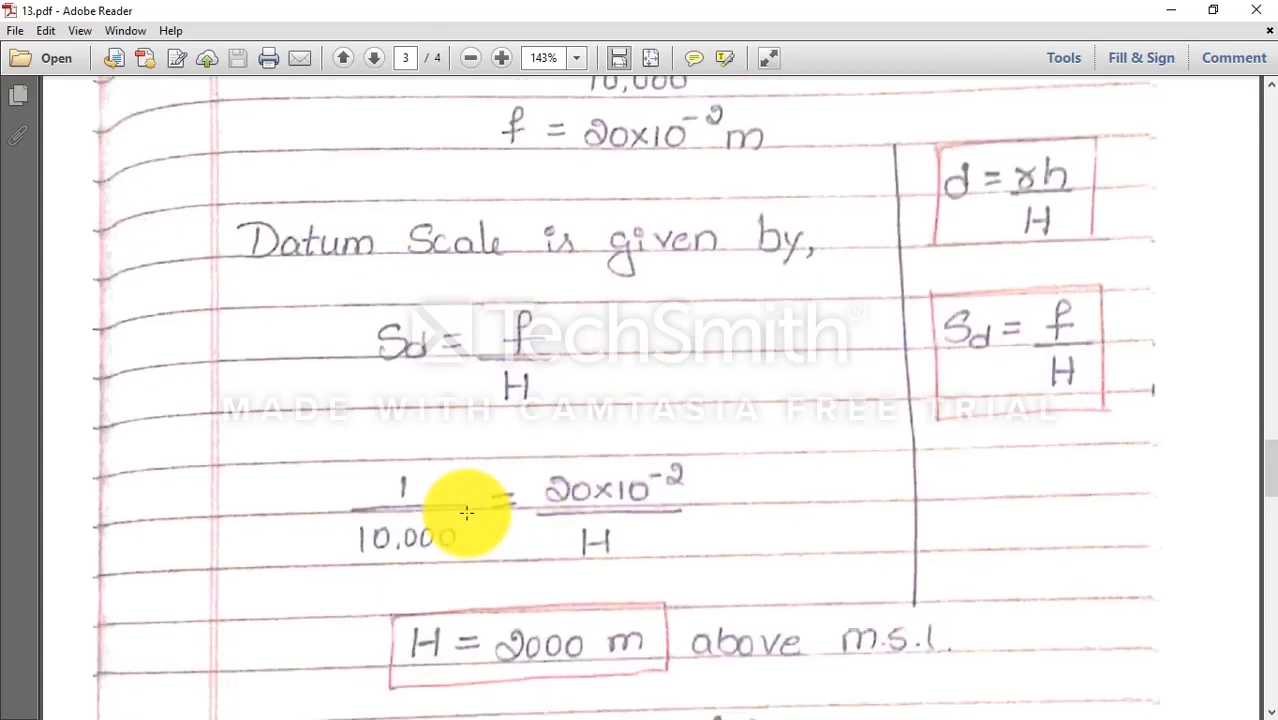 13.pdf - Adobe Reader
File Edit View Window Help
Open 3 / 4 143% Tools Fill & Sign Comment
10,000
f = 20×10⁻² m
d = rh
H
Datum Scale is given by,
Sd = f
H
Sd = f
H
TechSmith®
MADE WITH CAMTASIA FREE TRIAL
1 = 20×10⁻²
10,000 H
H = 2000 m above m.s.l.